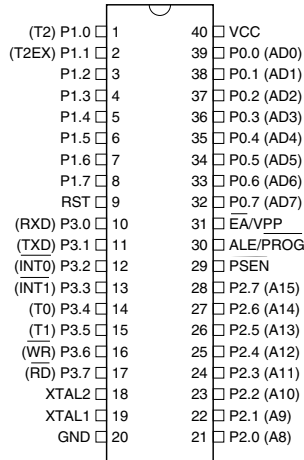 (T2) P1.0 1 40 VCC
(T2EX) P1.1 2 39 P0.0 (AD0)
P1.2 3 38 P0.1 (AD1)
P1.3 4 37 P0.2 (AD2)
P1.4 5 36 P0.3 (AD3)
P1.5 6 35 P0.4 (AD4)
P1.6 7 34 P0.5 (AD5)
P1.7 8 33 P0.6 (AD6)
RST 9 32 P0.7 (AD7)
(RXD) P3.0 10 31 E̅A̅/VPP
(TXD) P3.1 11 30 ALE/P̅R̅O̅G̅
(I̅N̅T̅0̅) P3.2 12 29 P̅S̅E̅N̅
(I̅N̅T̅1̅) P3.3 13 28 P2.7 (A15)
(T0) P3.4 14 27 P2.6 (A14)
(T1) P3.5 15 26 P2.5 (A13)
(W̅R̅) P3.6 16 25 P2.4 (A12)
(R̅D̅) P3.7 17 24 P2.3 (A11)
XTAL2 18 23 P2.2 (A10)
XTAL1 19 22 P2.1 (A9)
GND 20 21 P2.0 (A8)